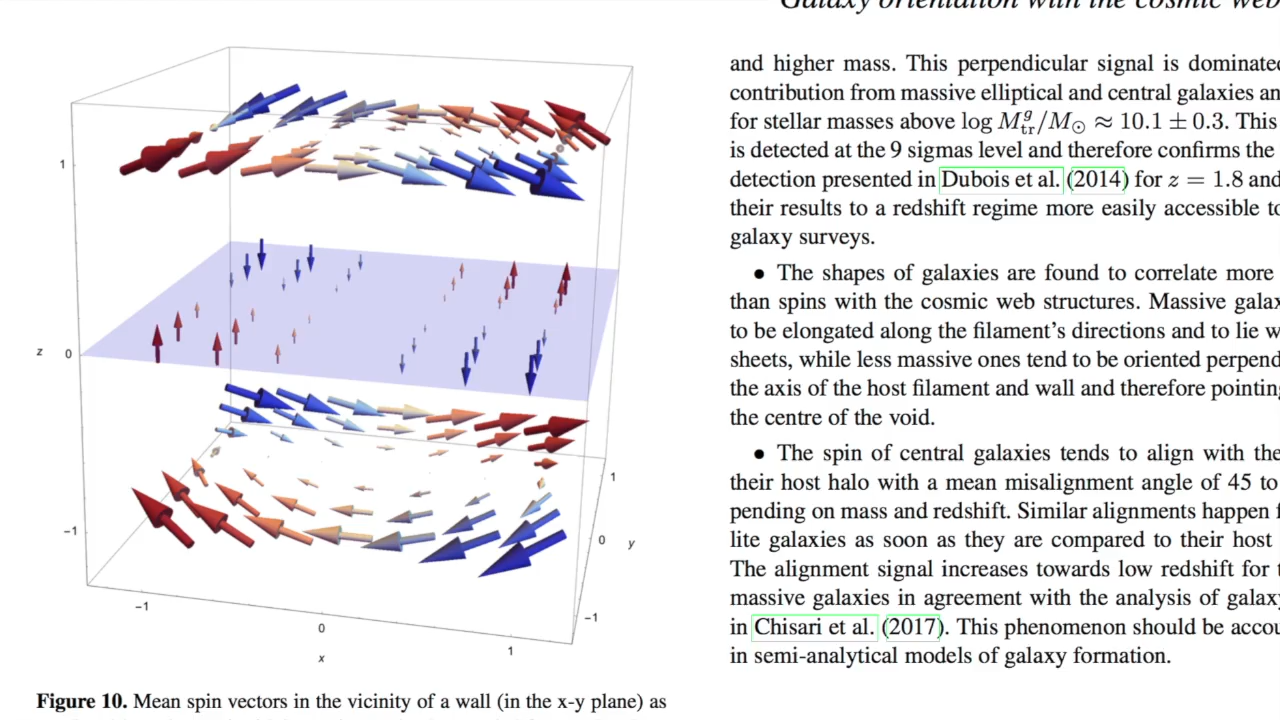 Galaxy orientation with the cosmic web
and higher mass. This perpendicular signal is dominated
contribution from massive elliptical and central galaxies an
for stellar masses above log M_tr^g/M_⊙ ≈ 10.1 ± 0.3. This
is detected at the 9 sigmas level and therefore confirms the
detection presented in Dubois et al. (2014) for z = 1.8 and
their results to a redshift regime more easily accessible to
galaxy surveys.
• The shapes of galaxies are found to correlate more
than spins with the cosmic web structures. Massive galax
to be elongated along the filament's directions and to lie w
sheets, while less massive ones tend to be oriented perpend
the axis of the host filament and wall and therefore pointing
the centre of the void.
• The spin of central galaxies tends to align with the
their host halo with a mean misalignment angle of 45 to
pending on mass and redshift. Similar alignments happen f
lite galaxies as soon as they are compared to their host
The alignment signal increases towards low redshift for t
massive galaxies in agreement with the analysis of galaxy
in Chisari et al. (2017). This phenomenon should be accou
in semi-analytical models of galaxy formation.
1
z 0
−1
−1
0
1
x
1
0 y
−1
Figure 10. Mean spin vectors in the vicinity of a wall (in the x-y plane) as